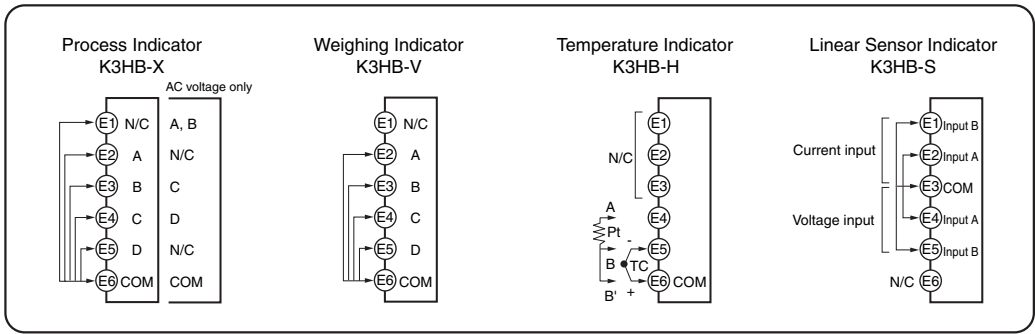 Process Indicator
K3HB-X
AC voltage only
E1 N/C A, B
E2 A N/C
E3 B C
E4 C D
E5 D N/C
E6 COM COM
Weighing Indicator
K3HB-V
E1 N/C
E2 A
E3 B
E4 C
E5 D
E6 COM
Temperature Indicator
K3HB-H
E1
N/C E2
E3
A E4
Pt
- E5
B TC
B' + E6 COM
Linear Sensor Indicator
K3HB-S
E1 Input B
Current input
E2 Input A
E3 COM
Voltage input
E4 Input A
E5 Input B
N/C E6